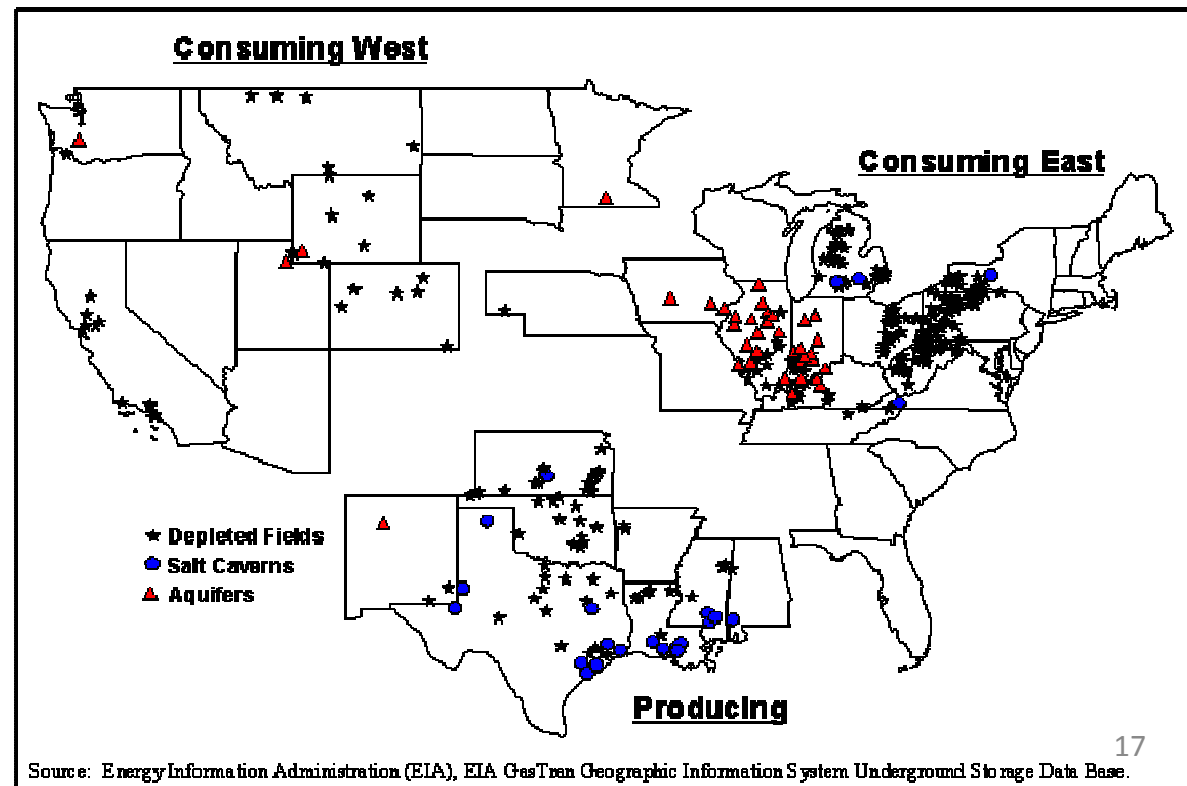 Consuming West
Consuming East
Depleted Fields
Salt Caverns
Aquifers
Producing
17
Source: Energy Information Administration (EIA), EIA GasTran Geographic Information System Underground Storage Data Base.